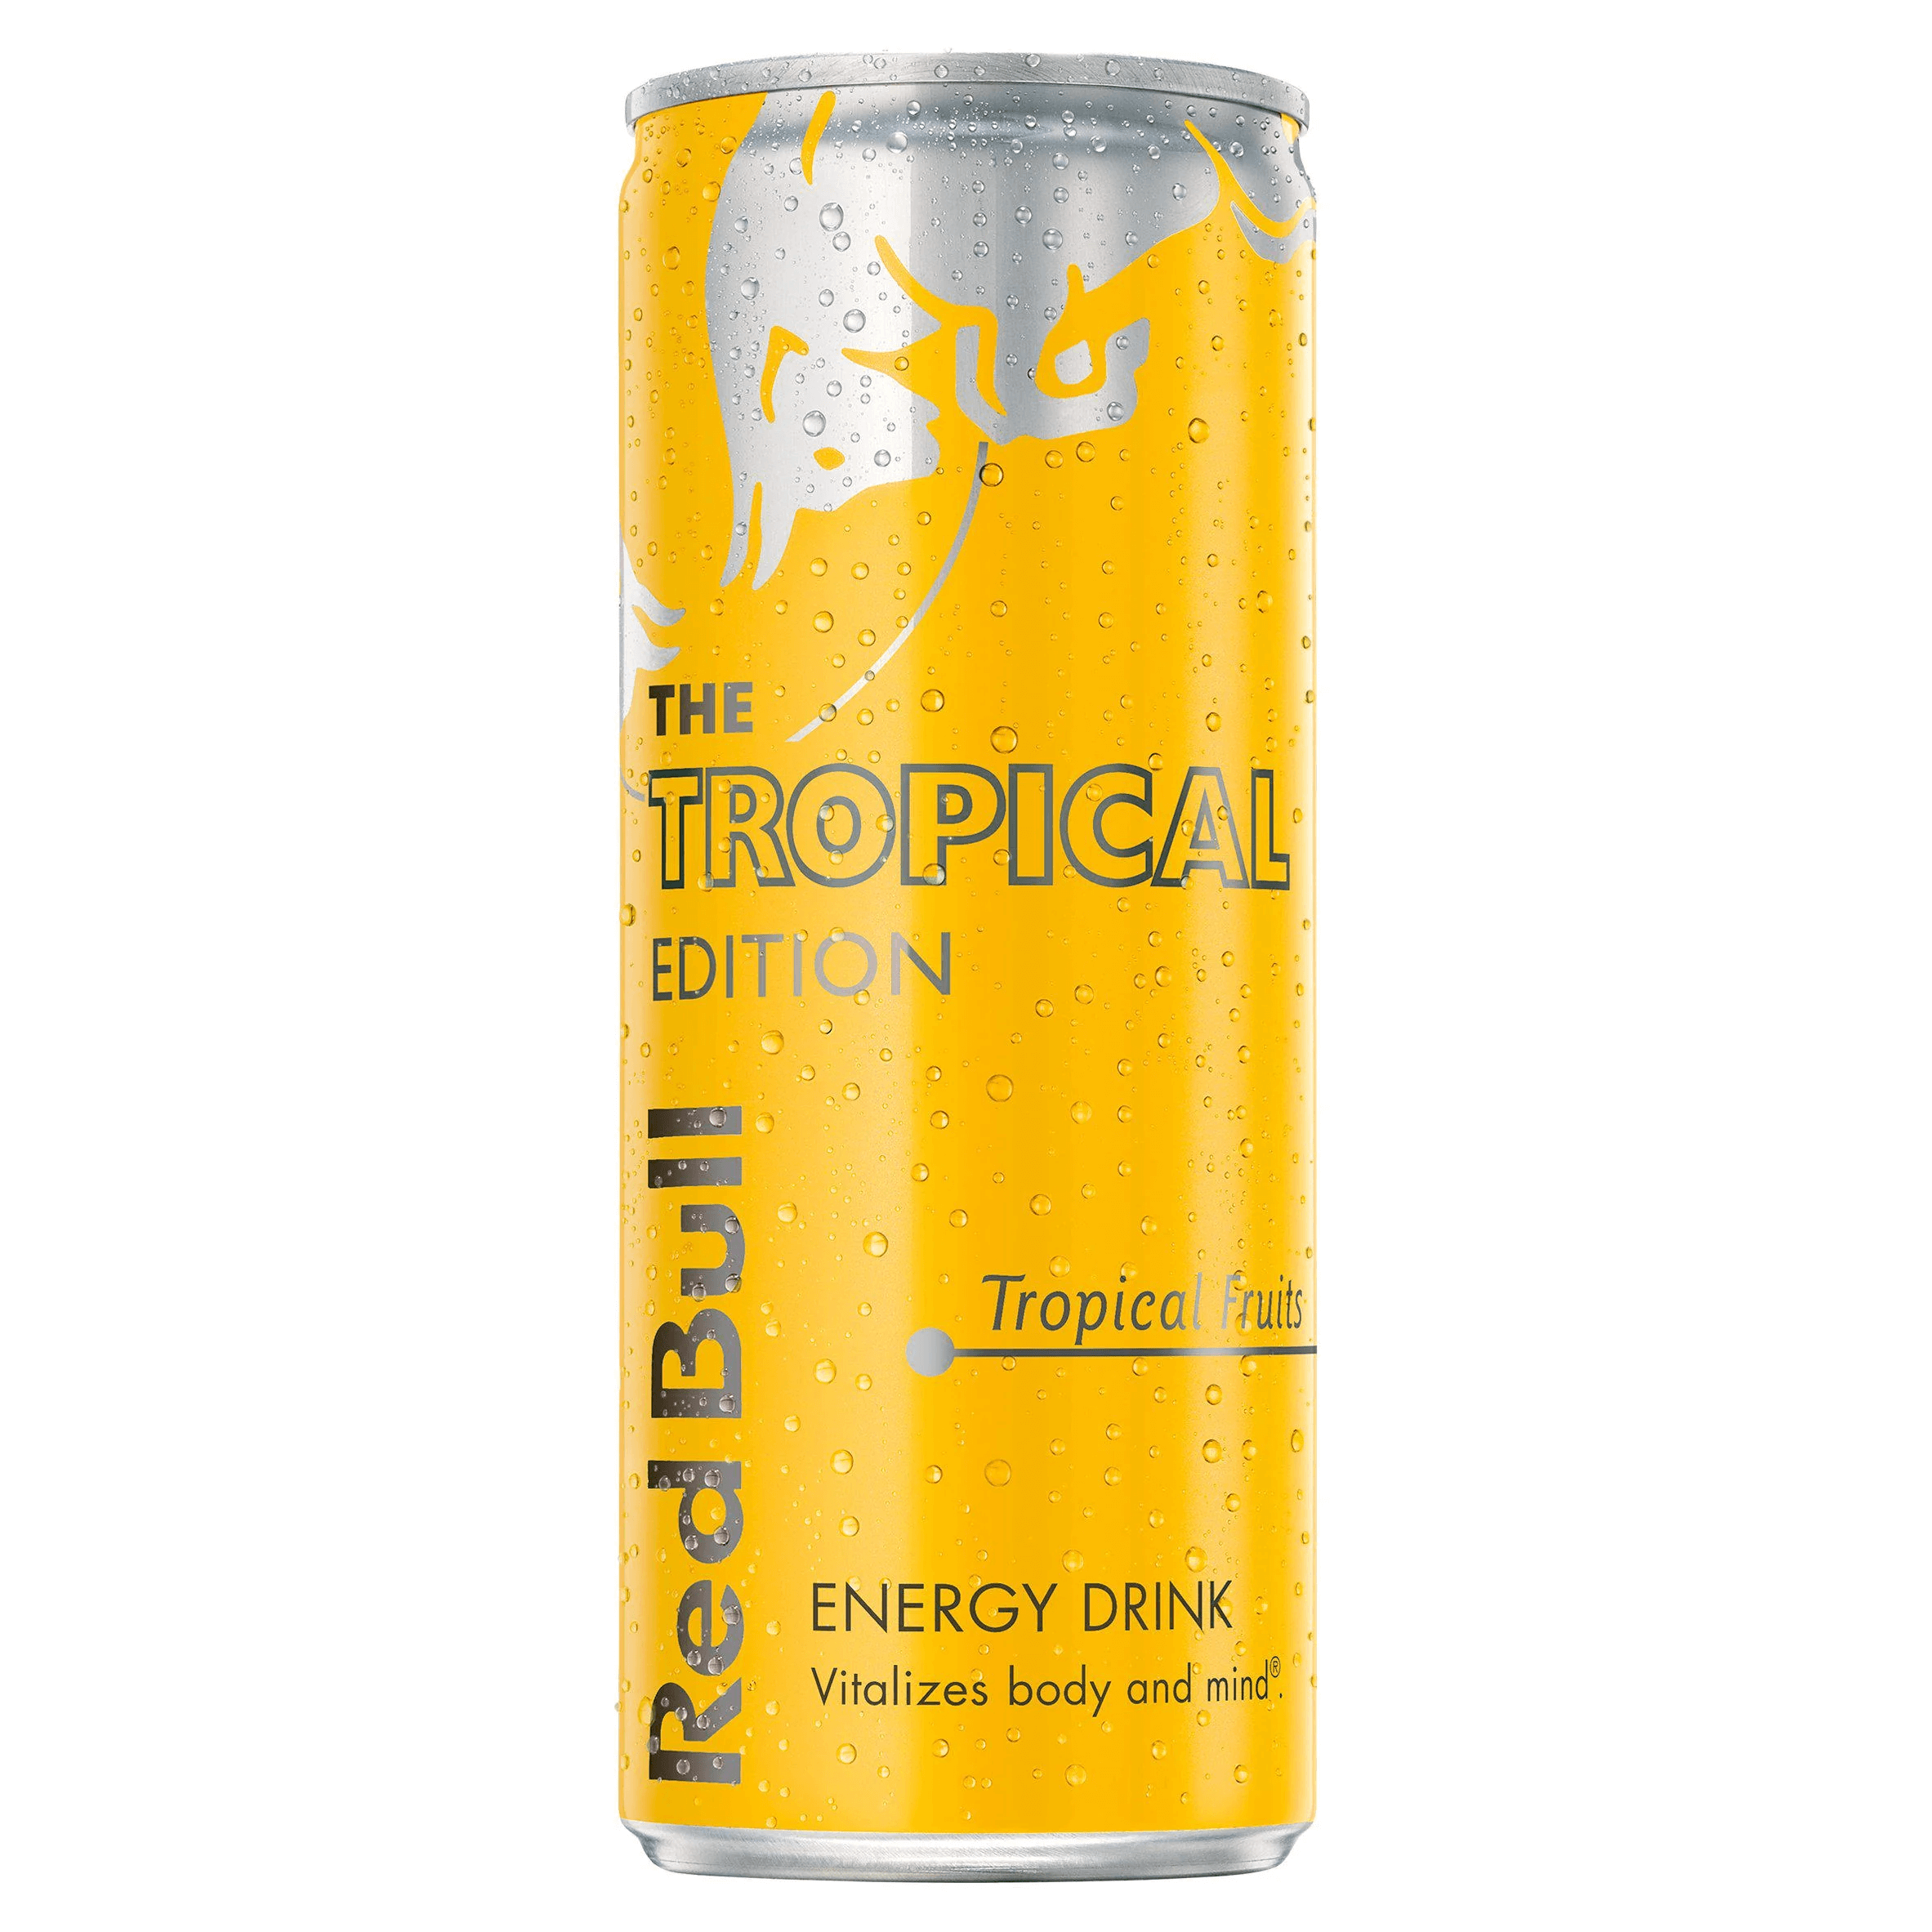 THE
TROPICAL
EDITION
Red Bull
Tropical Fruits
ENERGY DRINK
Vitalizes body and mind®.